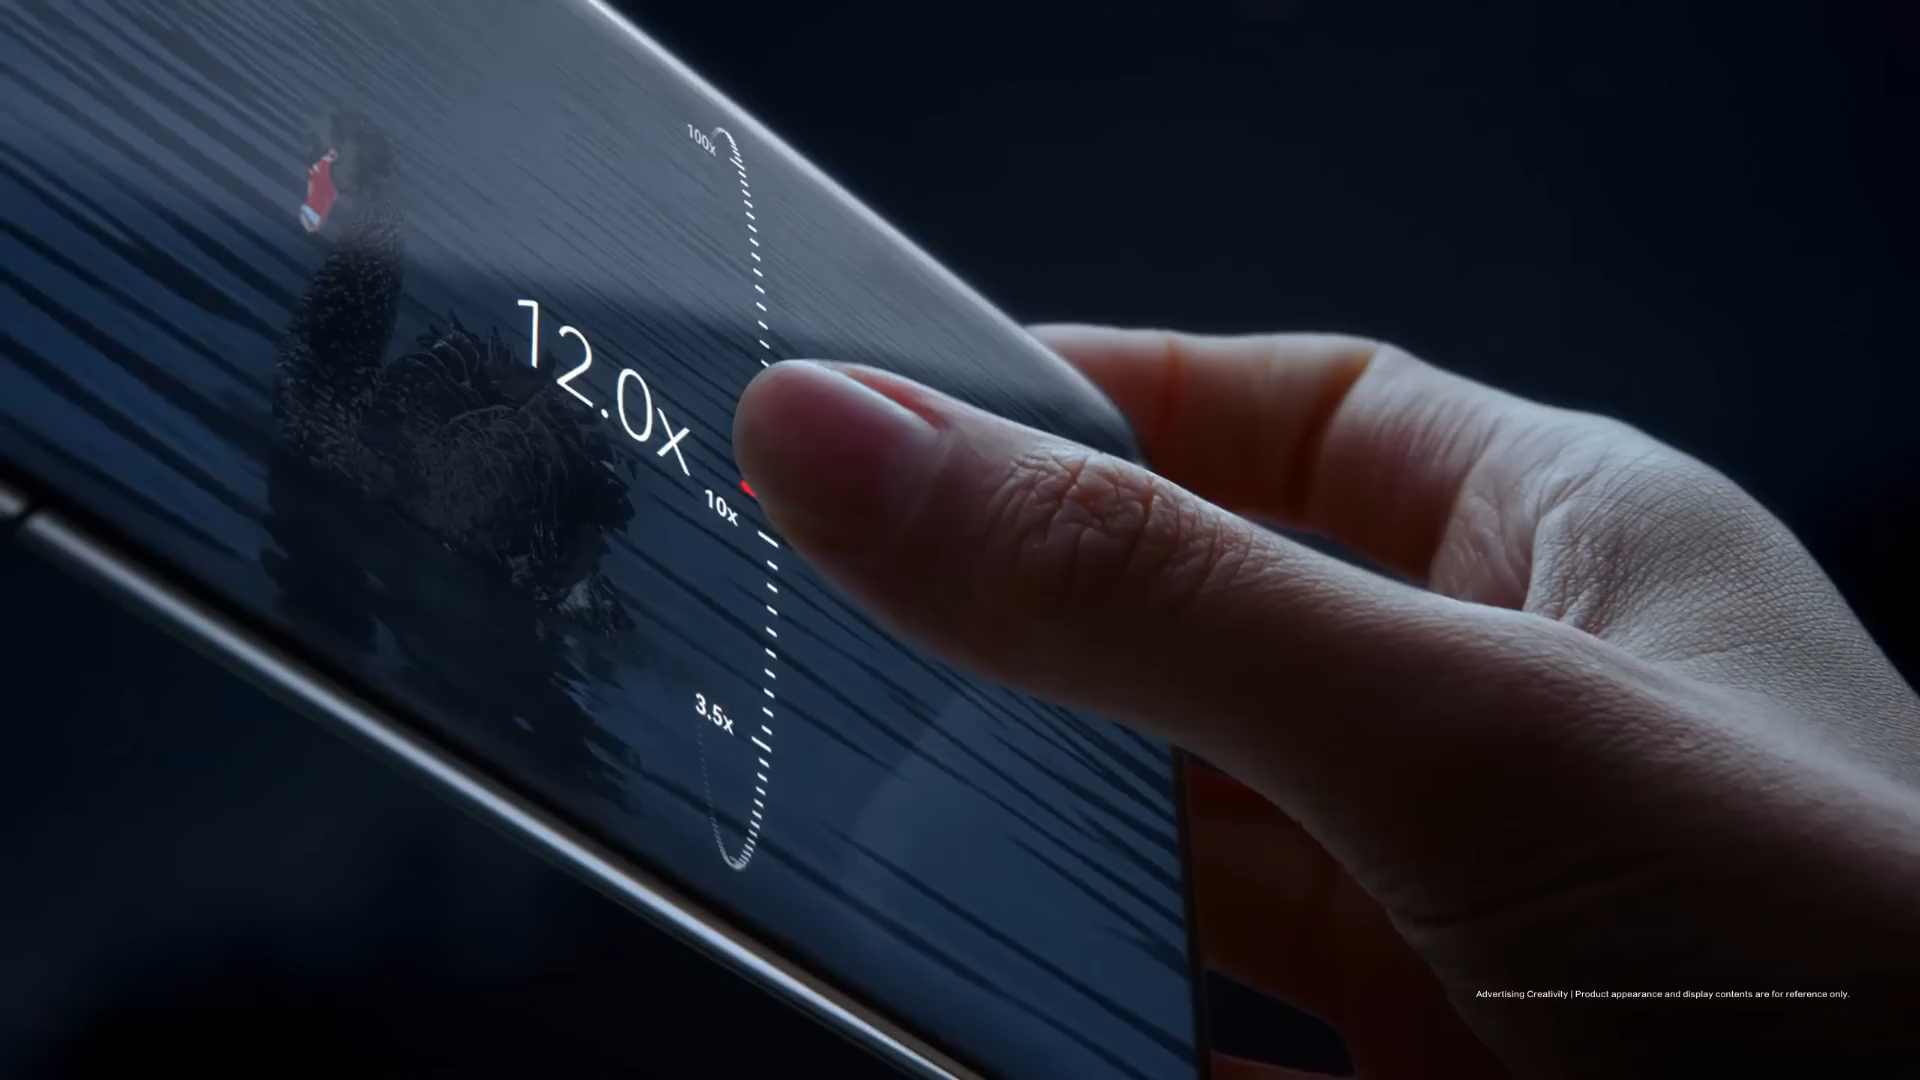 100x
12.0x
10x
3.5x
Advertising Creativity | Product appearance and display contents are for reference only.